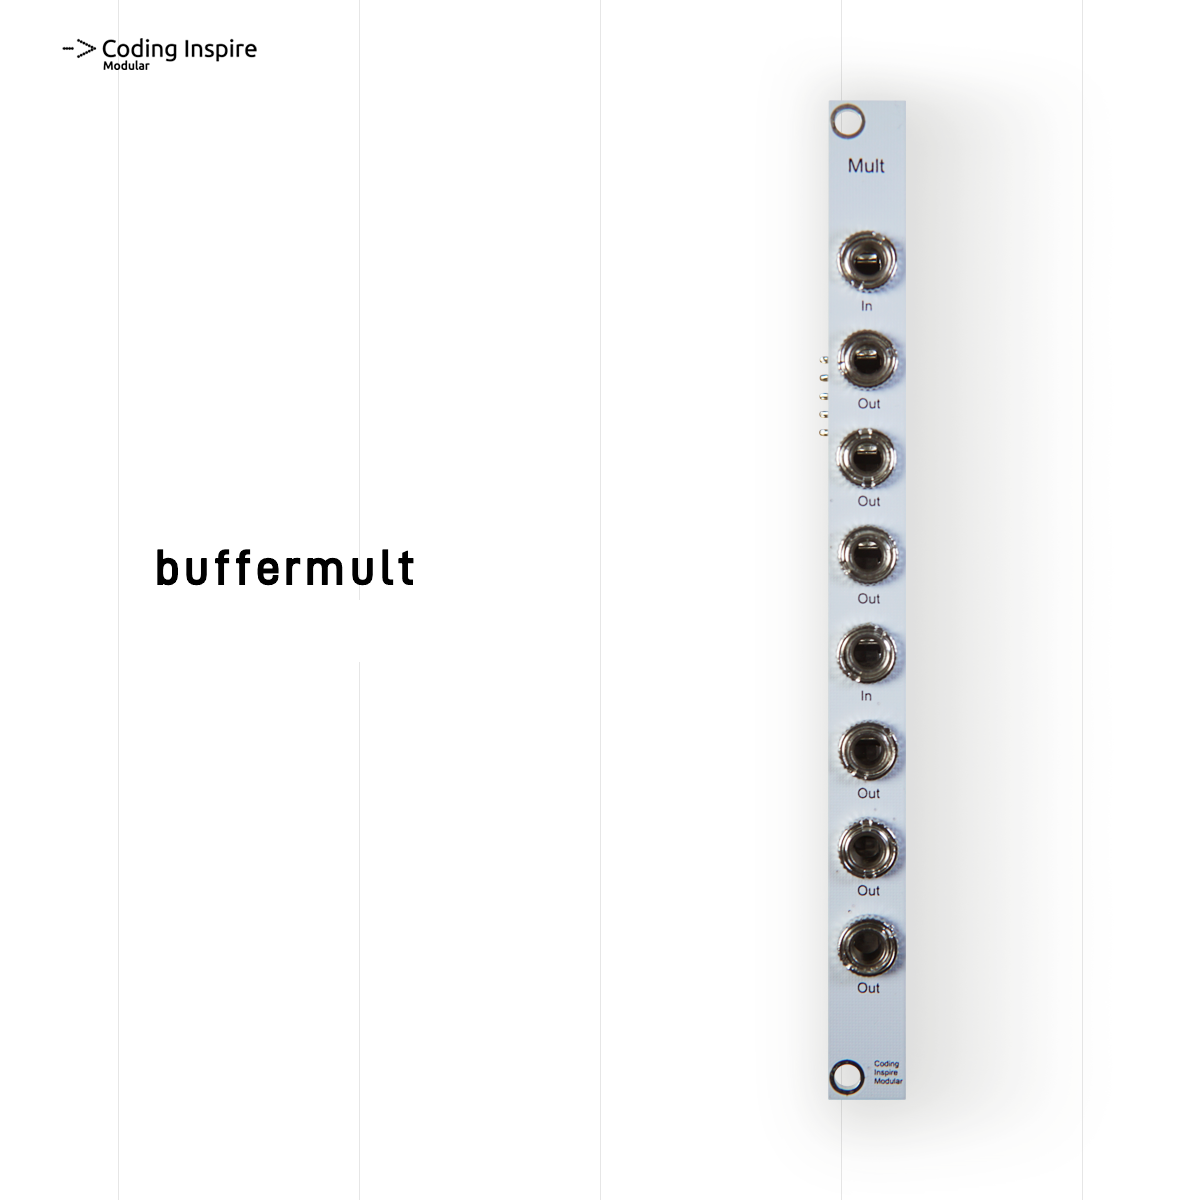 Coding Inspire
Modular
buffermult
Mult
In
Out
Out
Out
In
Out
Out
Out
Coding
Inspire
Modular